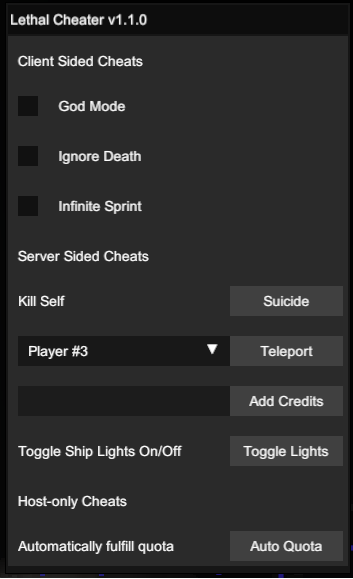 Lethal Cheater v1.1.0
Client Sided Cheats
God Mode
Ignore Death
Infinite Sprint
Server Sided Cheats
Kill Self Suicide
Player #3 Teleport
Add Credits
Toggle Ship Lights On/Off Toggle Lights
Host-only Cheats
Automatically fulfill quota Auto Quota